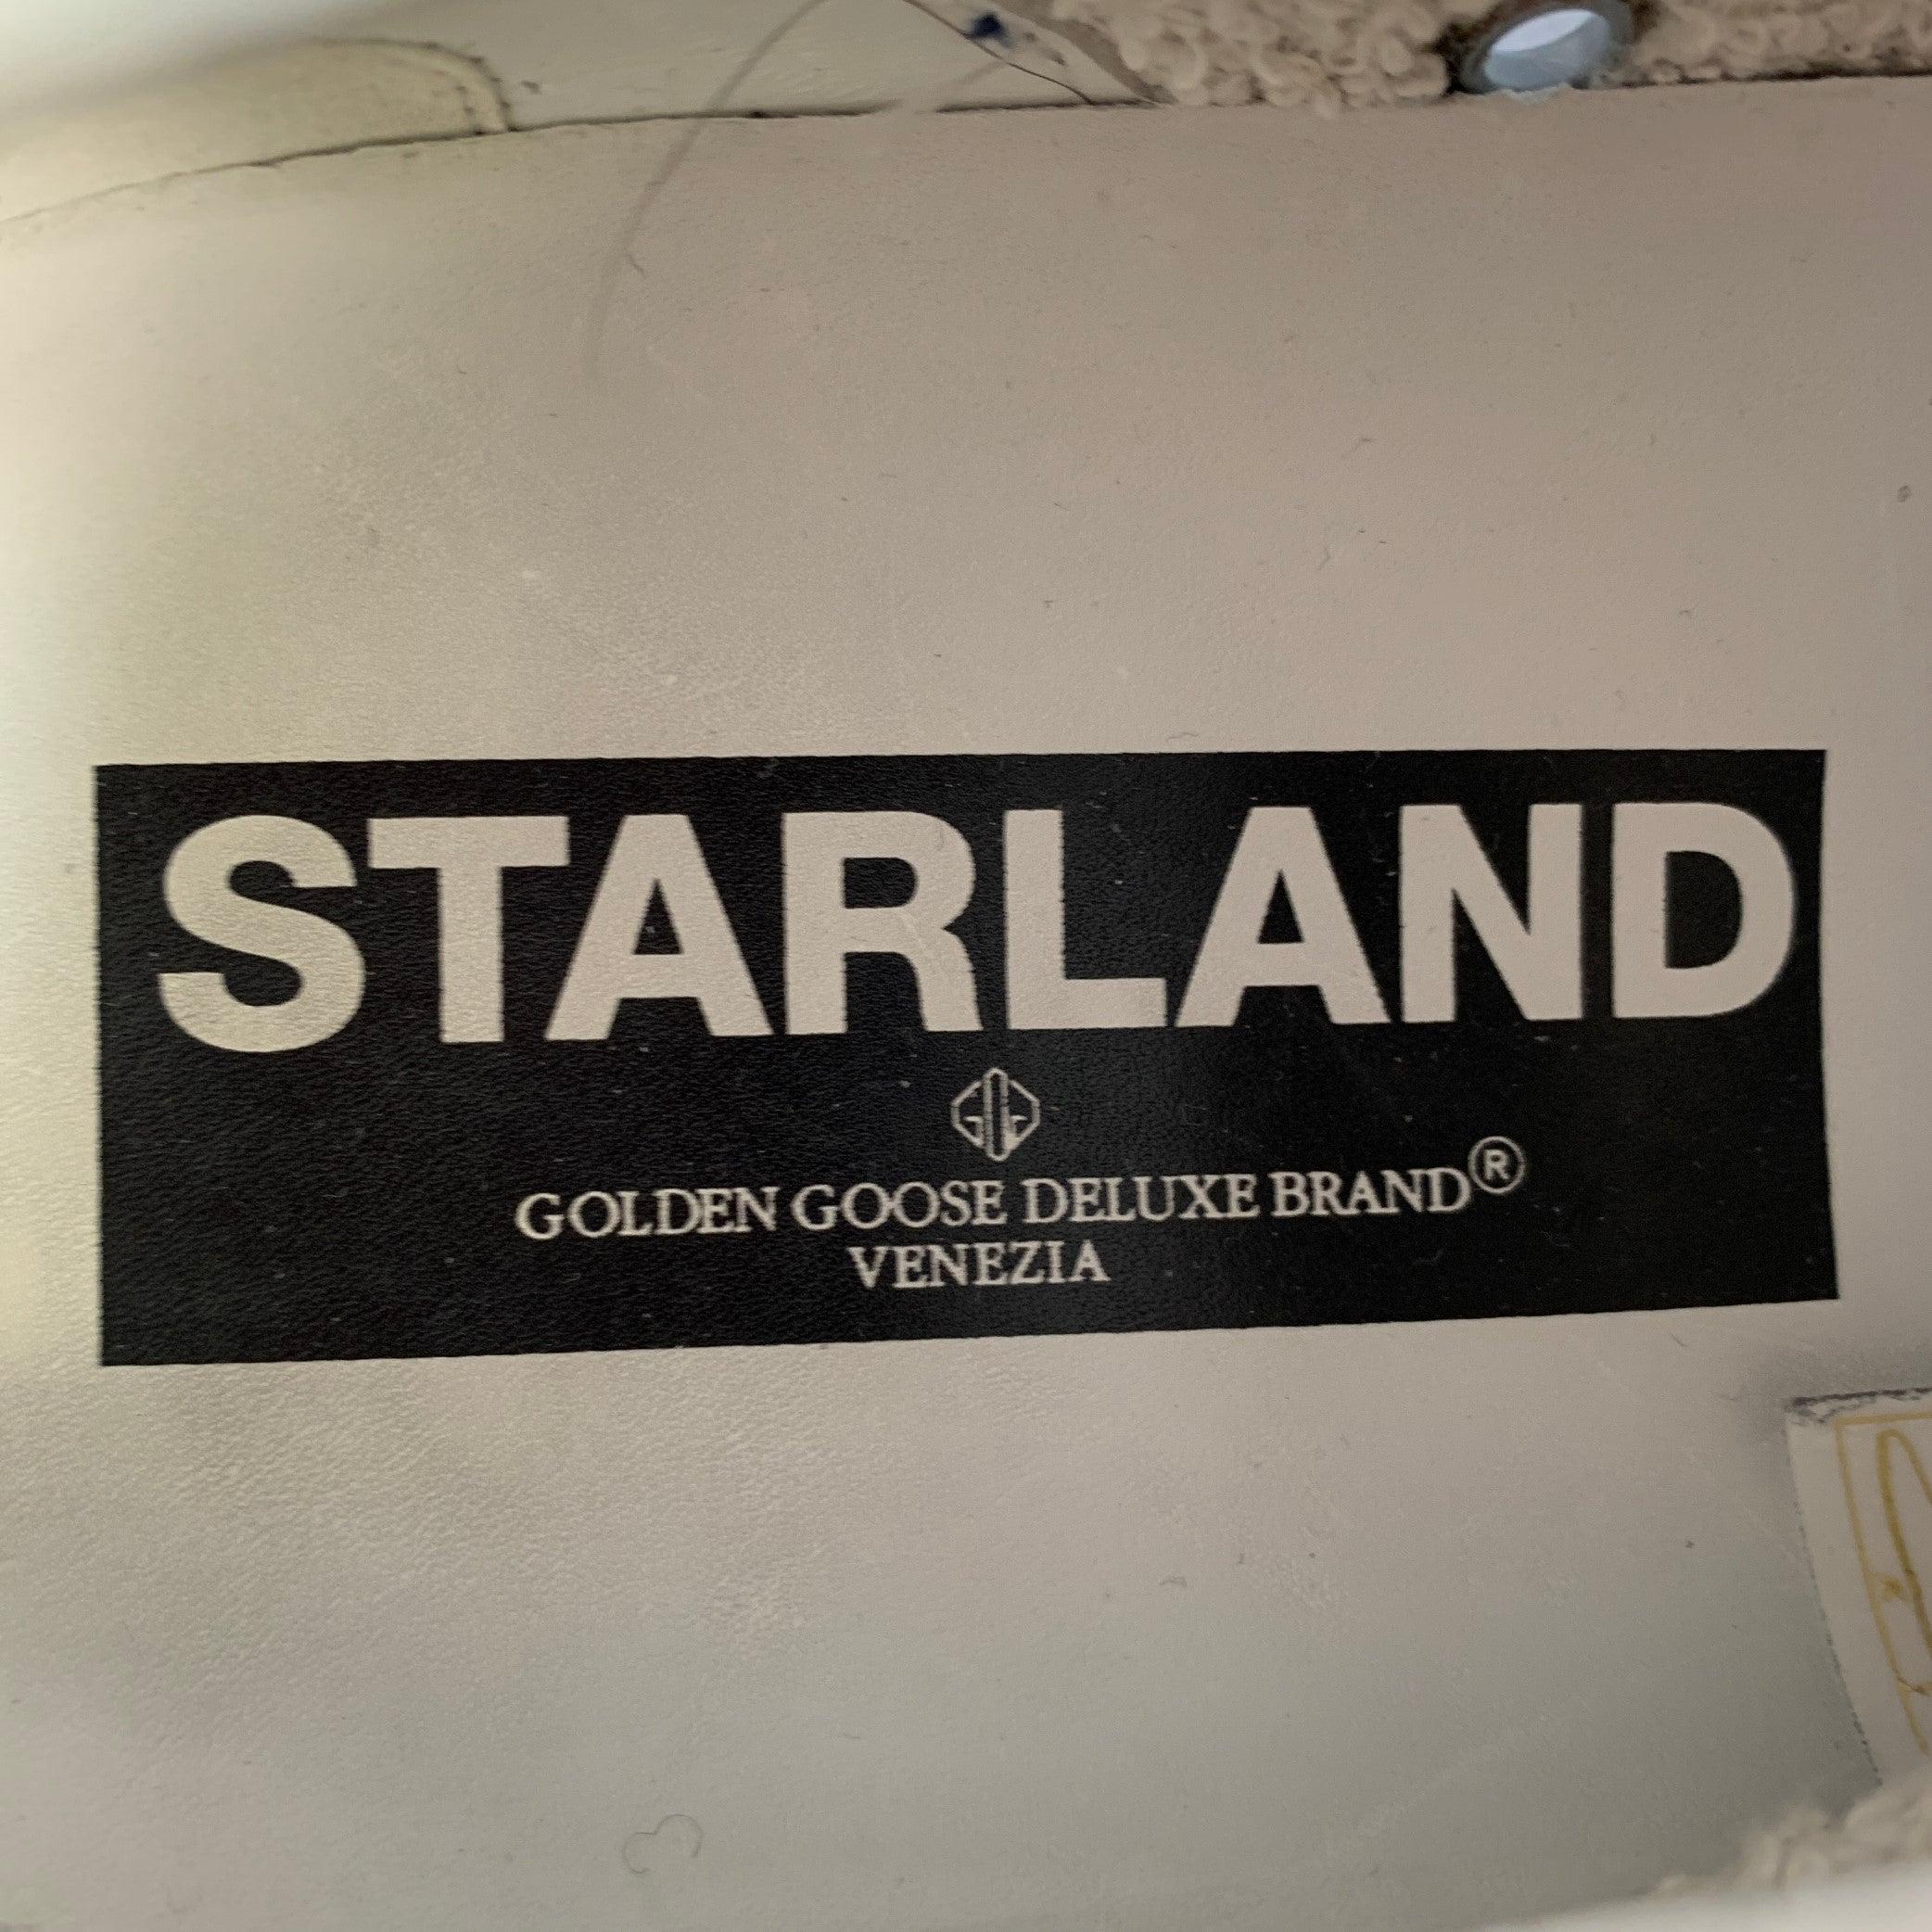 STARLAND
GOLDEN GOOSE DELUXE BRAND®
VENEZIA